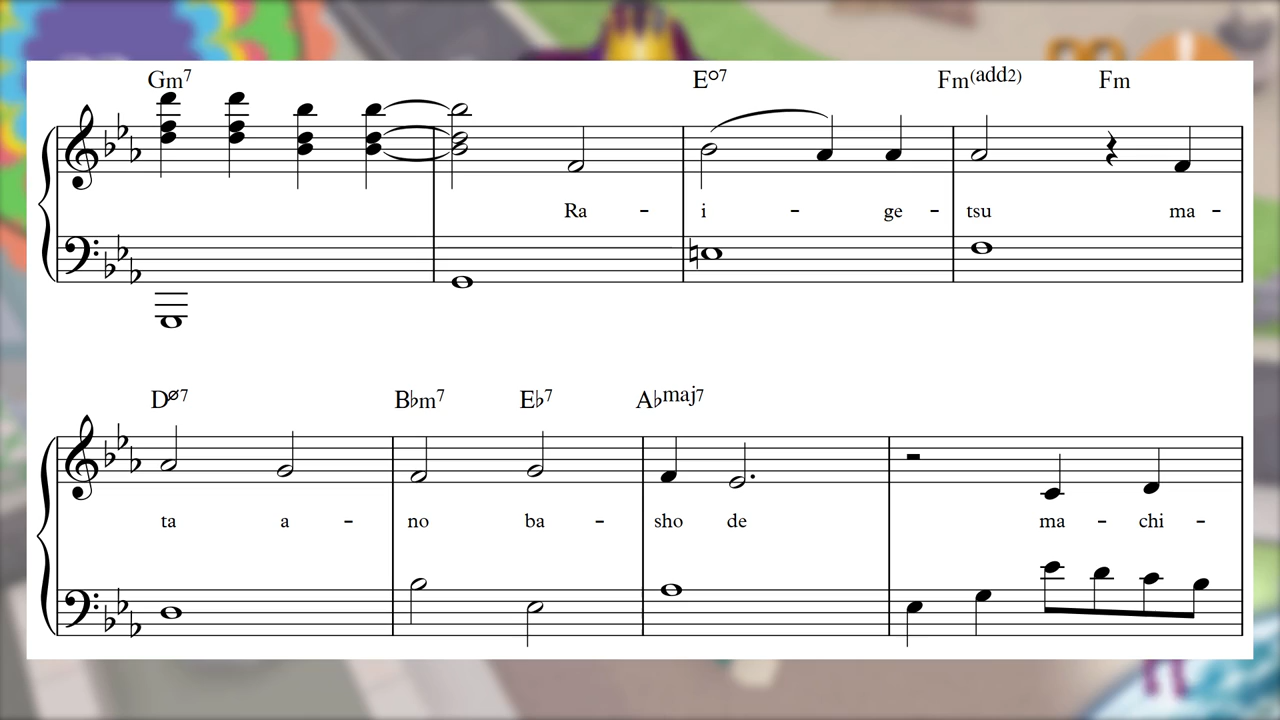 Gm7 E°7 Fm(add2) Fm
Ra - i - ge - tsu ma -
Dø7 B♭m7 E♭7 A♭maj7
ta a - no ba - sho de ma - chi -